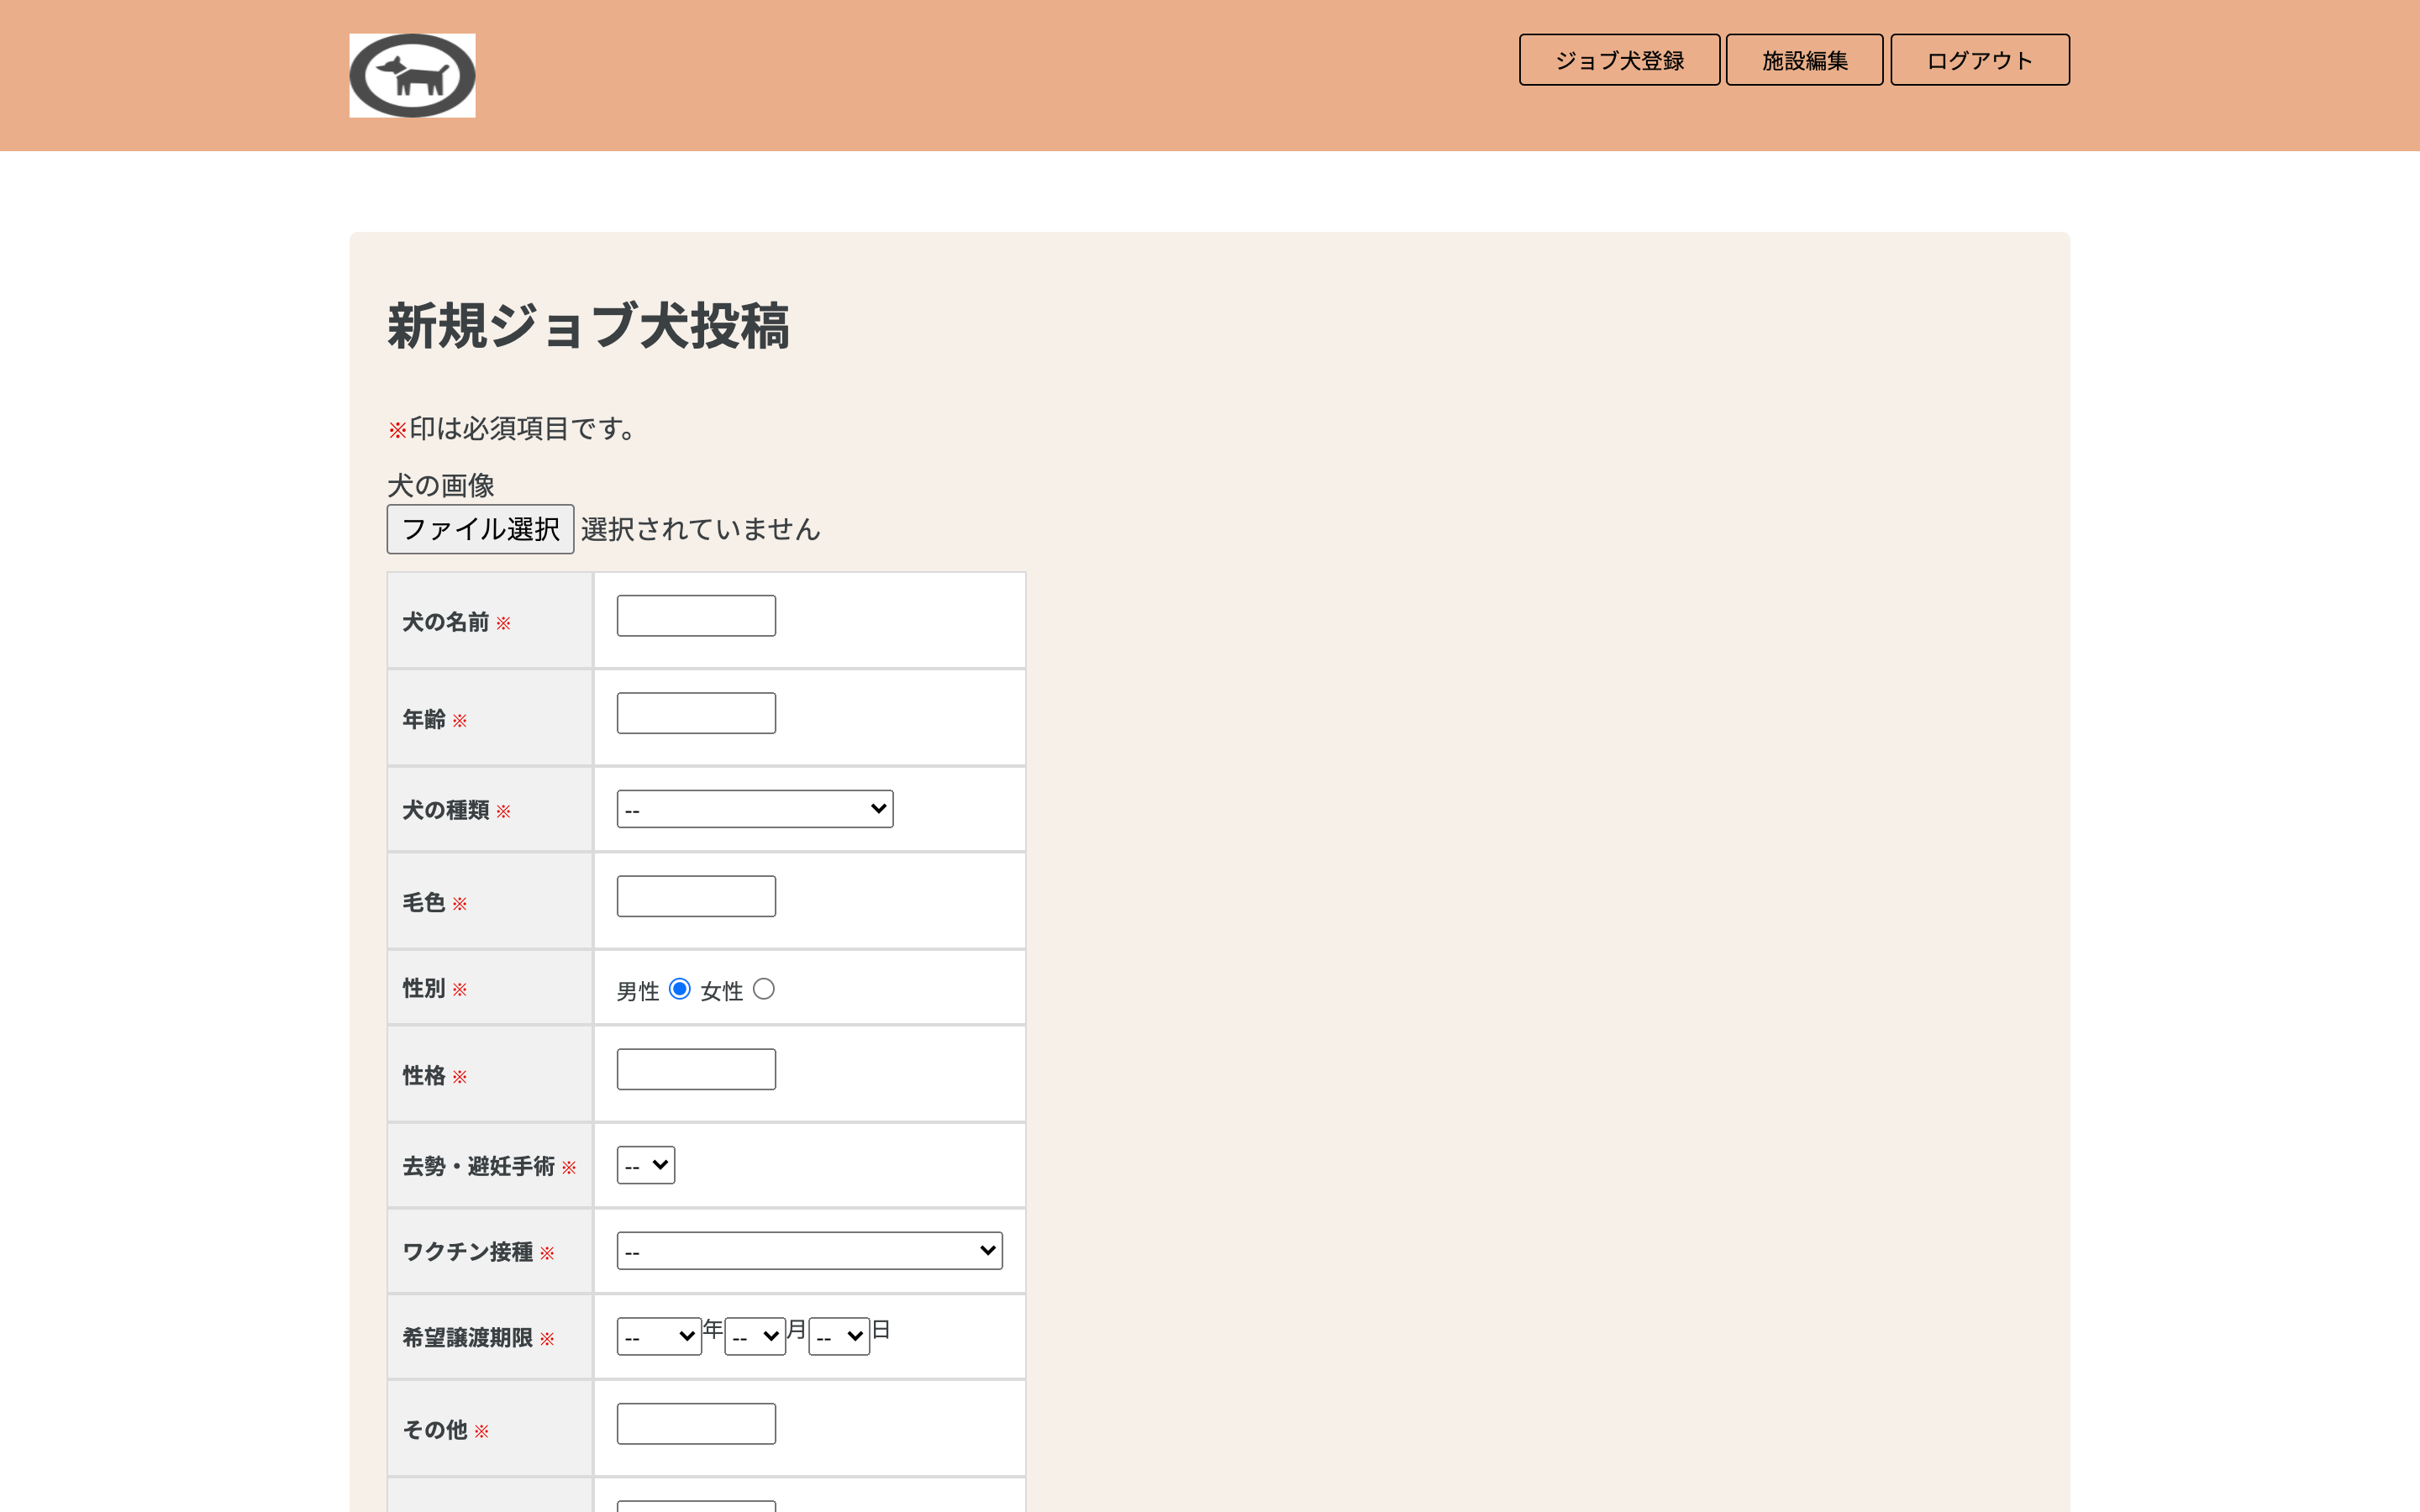 ジョブ犬登録 施設編集 ログアウト
新規ジョブ犬投稿
※印は必須項目です。
犬の画像
ファイル選択 選択されていません
犬の名前 ※
年齢 ※
犬の種類 ※ --
毛色 ※
性別 ※ 男性 女性
性格 ※
去勢・避妊手術 ※ --
ワクチン接種 ※ --
希望譲渡期限 ※ -- 年 -- 月 -- 日
その他 ※